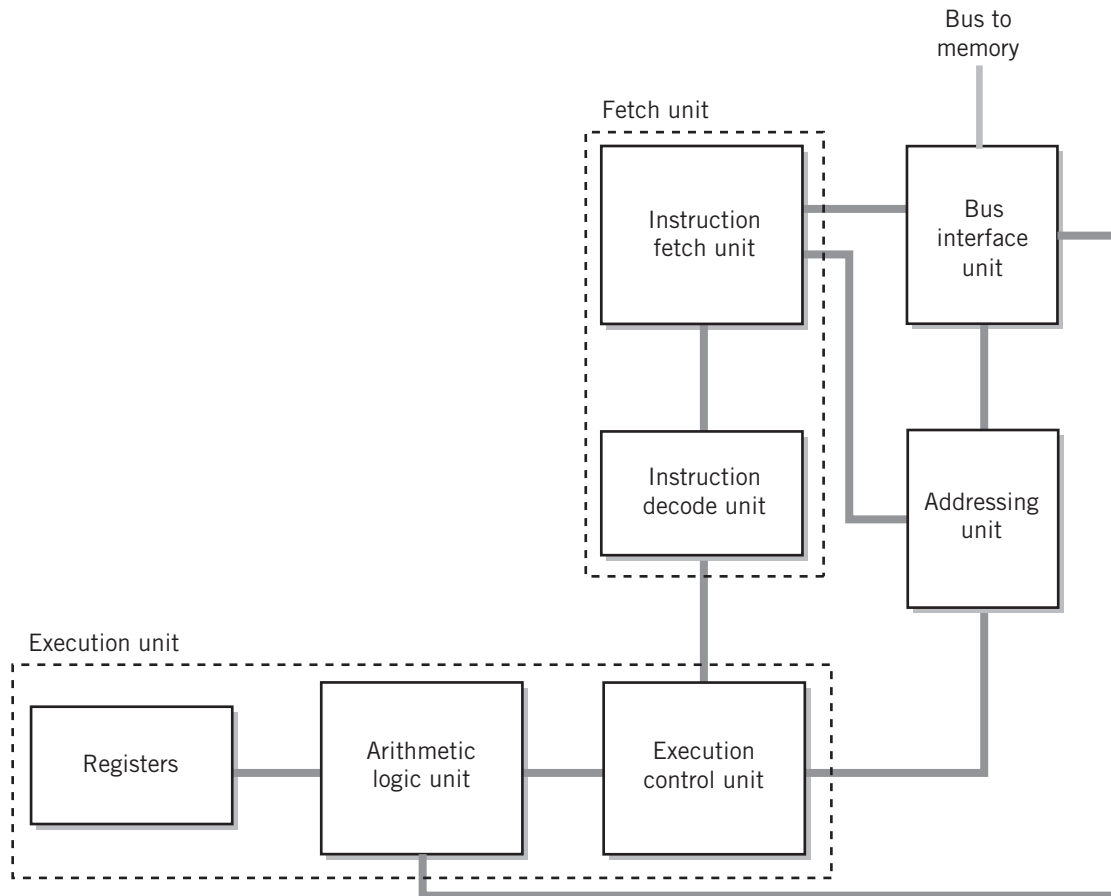 Bus to
memory
Fetch unit
Instruction
fetch unit
Bus
interface
unit
Instruction
decode unit
Addressing
unit
Execution unit
Registers
Arithmetic
logic unit
Execution
control unit